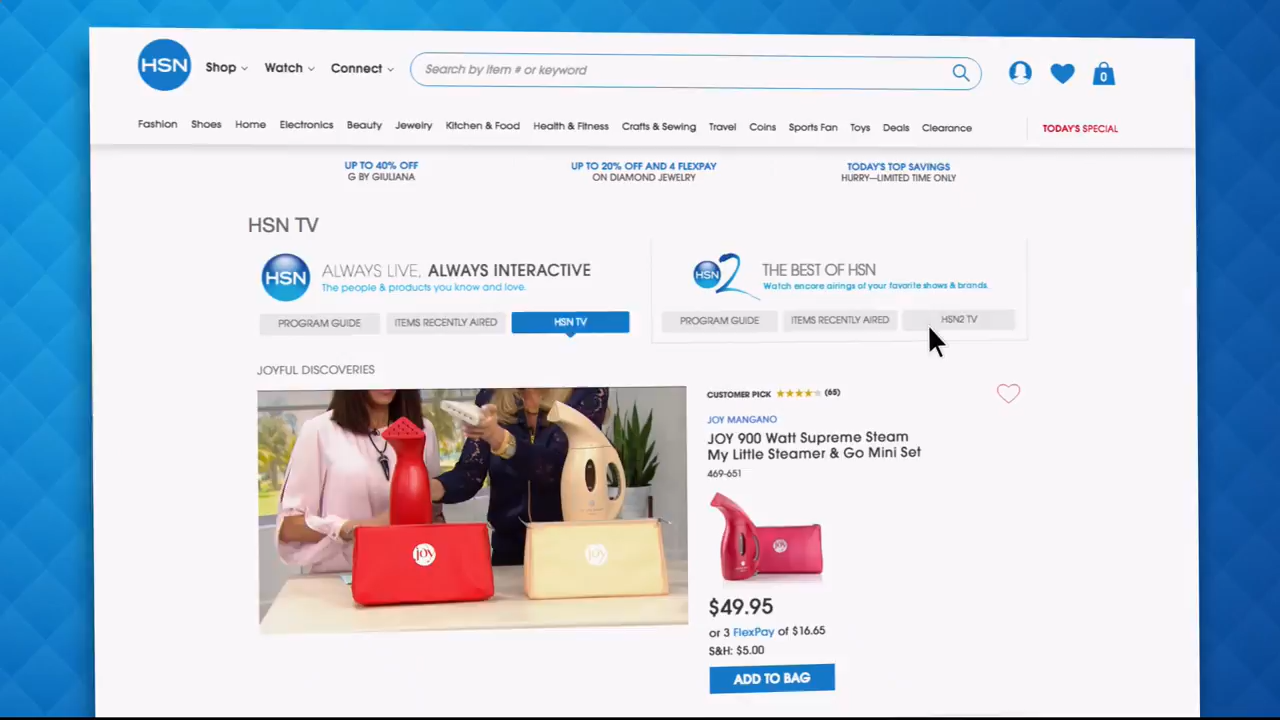 HSN
Shop
Watch
Connect
Search by item # or keyword
0
Fashion
Shoes
Home
Electronics
Beauty
Jewelry
Kitchen & Food
Health & Fitness
Crafts & Sewing
Travel
Coins
Sports Fan
Toys
Deals
Clearance
TODAY'S SPECIAL
UP TO 40% OFF
G BY GIULIANA
UP TO 20% OFF AND 4 FLEXPAY
ON DIAMOND JEWELRY
TODAY'S TOP SAVINGS
HURRY—LIMITED TIME ONLY
HSN TV
HSN
ALWAYS LIVE, ALWAYS INTERACTIVE
The people & products you know and love.
PROGRAM GUIDE
ITEMS RECENTLY AIRED
HSN TV
HSN2
THE BEST OF HSN
Watch encore airings of your favorite shows & brands.
PROGRAM GUIDE
ITEMS RECENTLY AIRED
HSN2 TV
JOYFUL DISCOVERIES
joy
joy
CUSTOMER PICK
(65)
JOY MANGANO
JOY 900 Watt Supreme Steam
My Little Steamer & Go Mini Set
469-651
joy
$49.95
or 3 FlexPay of $16.65
S&H: $5.00
ADD TO BAG